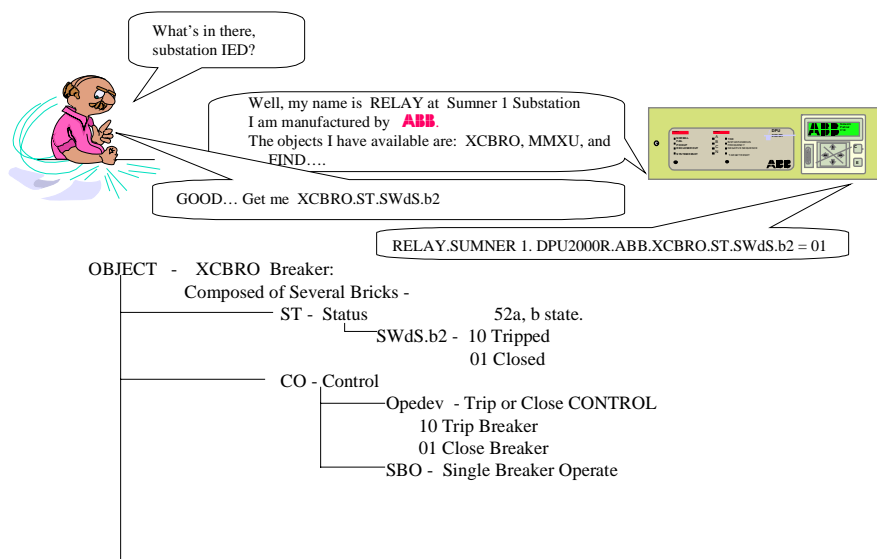 What's in there,
substation IED?
Well, my name is RELAY at Sumner 1 Substation
I am manufactured by ABB.
The objects I have available are: XCBRO, MMXU, and
FIND….
DPU
ABB
ABB
GOOD… Get me XCBRO.ST.SWdS.b2
RELAY.SUMNER 1. DPU2000R.ABB.XCBRO.ST.SWdS.b2 = 01
OBJECT - XCBRO Breaker:
Composed of Several Bricks -
ST - Status 52a, b state.
SWdS.b2 - 10 Tripped
01 Closed
CO - Control
Opedev - Trip or Close CONTROL
10 Trip Breaker
01 Close Breaker
SBO - Single Breaker Operate